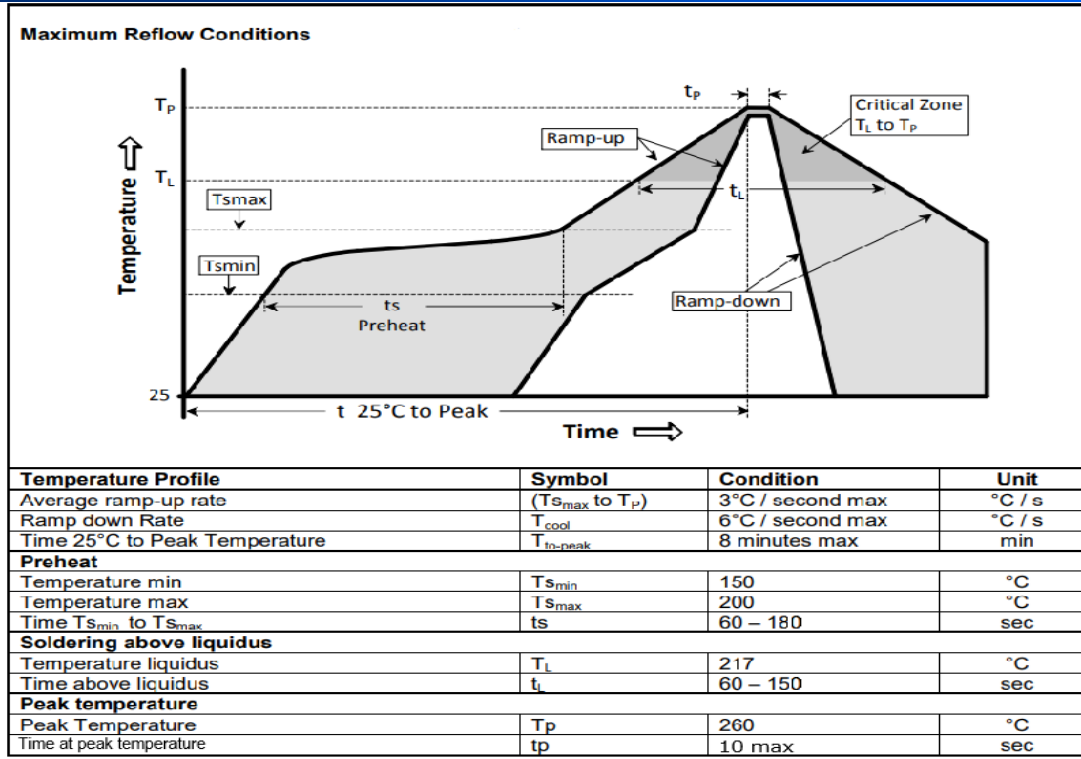 Maximum Reflow Conditions
tP
TP
Critical Zone
TL to TP
Ramp-up
TL
tL
Tsmax
Tsmin
Temperature
ts
Preheat
Ramp-down
25
t 25°C to Peak
Time
Temperature Profile Symbol Condition Unit
Average ramp-up rate (Tsmax to TP) 3°C / second max °C / s
Ramp down Rate Tcool 6°C / second max °C / s
Time 25°C to Peak Temperature Tto-peak 8 minutes max min
Preheat
Temperature min Tsmin 150 °C
Temperature max Tsmax 200 °C
Time Tsmin to Tsmax ts 60 – 180 sec
Soldering above liquidus
Temperature liquidus TL 217 °C
Time above liquidus tL 60 – 150 sec
Peak temperature
Peak Temperature Tp 260 °C
Time at peak temperature tp 10 max sec